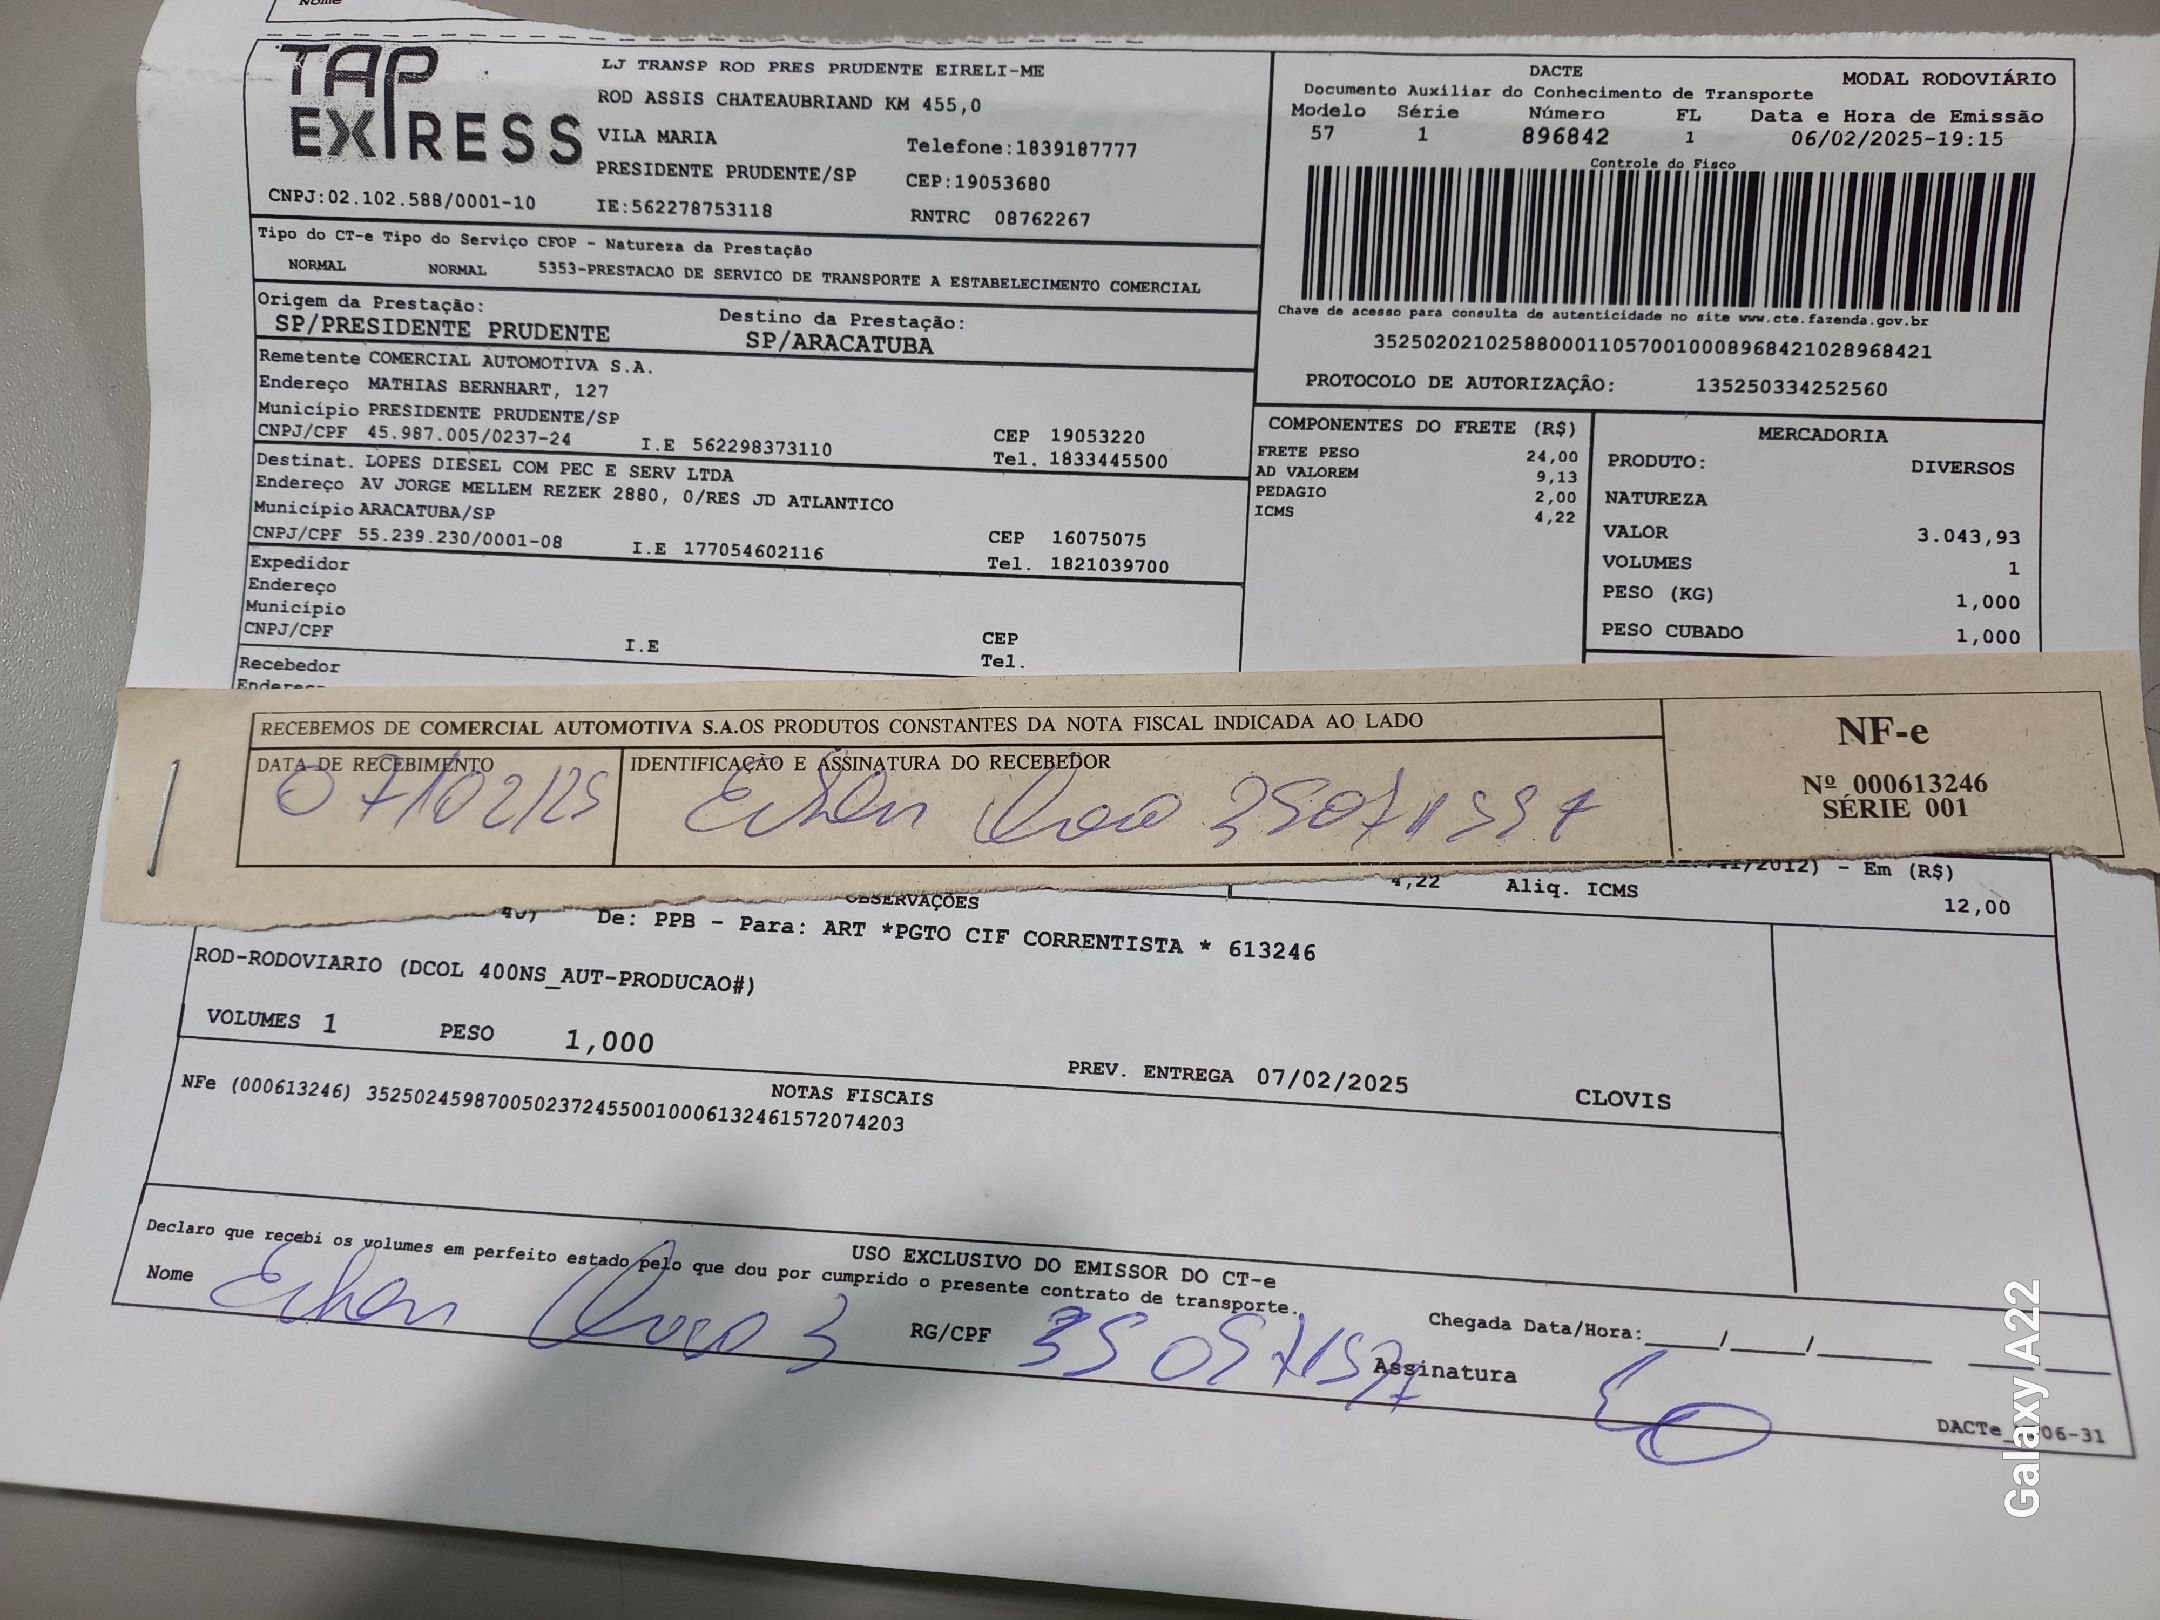 Nome
TAP EXPRESS
LJ TRANSP ROD PRES PRUDENTE EIRELI-ME
ROD ASSIS CHATEAUBRIAND KM 455,0
VILA MARIA Telefone:1839187777
PRESIDENTE PRUDENTE/SP CEP:19053680
CNPJ:02.102.588/0001-10 IE:562278753118 RNTRC 08762267
DACTE MODAL RODOVIÁRIO
Documento Auxiliar do Conhecimento de Transporte
Modelo Série Número FL Data e Hora de Emissão
57 1 896842 1 06/02/2025-19:15
Controle do Fisco
Chave de acesso para consulta de autenticidade no site www.cte.fazenda.gov.br
35250202102588000110570010008968421028968421
PROTOCOLO DE AUTORIZAÇÃO: 135250334252560
Tipo do CT-e Tipo do Serviço CFOP - Natureza da Prestação
NORMAL NORMAL 5353-PRESTACAO DE SERVICO DE TRANSPORTE A ESTABELECIMENTO COMERCIAL
Origem da Prestação: Destino da Prestação:
SP/PRESIDENTE PRUDENTE SP/ARACATUBA
Remetente COMERCIAL AUTOMOTIVA S.A.
Endereço MATHIAS BERNHART, 127
Município PRESIDENTE PRUDENTE/SP CEP 19053220
CNPJ/CPF 45.987.005/0237-24 I.E 562298373110 Tel. 1833445500
Destinat. LOPES DIESEL COM PEC E SERV LTDA
Endereço AV JORGE MELLEM REZEK 2880, 0/RES JD ATLANTICO
Município ARACATUBA/SP CEP 16075075
CNPJ/CPF 55.239.230/0001-08 I.E 177054602116 Tel. 1821039700
Expedidor
Endereço
Município CEP
CNPJ/CPF I.E Tel.
Recebedor
Endereço
COMPONENTES DO FRETE (R$)
FRETE PESO 24,00
AD VALOREM 9,13
PEDAGIO 2,00
ICMS 4,22
MERCADORIA
PRODUTO: DIVERSOS
NATUREZA
VALOR 3.043,93
VOLUMES 1
PESO (KG) 1,000
PESO CUBADO 1,000
RECEBEMOS DE COMERCIAL AUTOMOTIVA S.A.OS PRODUTOS CONSTANTES DA NOTA FISCAL INDICADA AO LADO
DATA DE RECEBIMENTO IDENTIFICAÇÃO E ASSINATURA DO RECEBEDOR
07/02/25
NF-e
Nº 000613246
SÉRIE 001
/2012) - Em (R$)
4,22 Aliq. ICMS 12,00
OBSERVAÇÕES
De: PPB - Para: ART *PGTO CIF CORRENTISTA * 613246
ROD-RODOVIARIO (DCOL 400NS_AUT-PRODUCAO#)
VOLUMES 1 PESO 1,000 PREV. ENTREGA 07/02/2025 CLOVIS
NOTAS FISCAIS
NFe (000613246) 35250245987005023724550010006132461572074203
USO EXCLUSIVO DO EMISSOR DO CT-e
Declaro que recebi os volumes em perfeito estado pelo que dou por cumprido o presente contrato de transporte.
Nome RG/CPF Assinatura Chegada Data/Hora:____/____/______
06-31
Galaxy A22